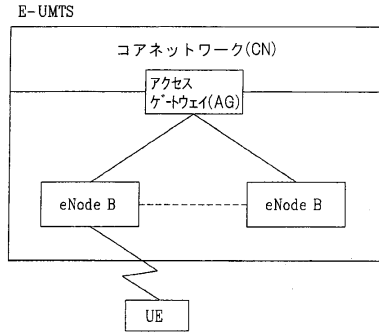 E-UMTS
コアネットワーク(CN)
アクセス
ゲートウェイ(AG)
eNode B
eNode B
UE